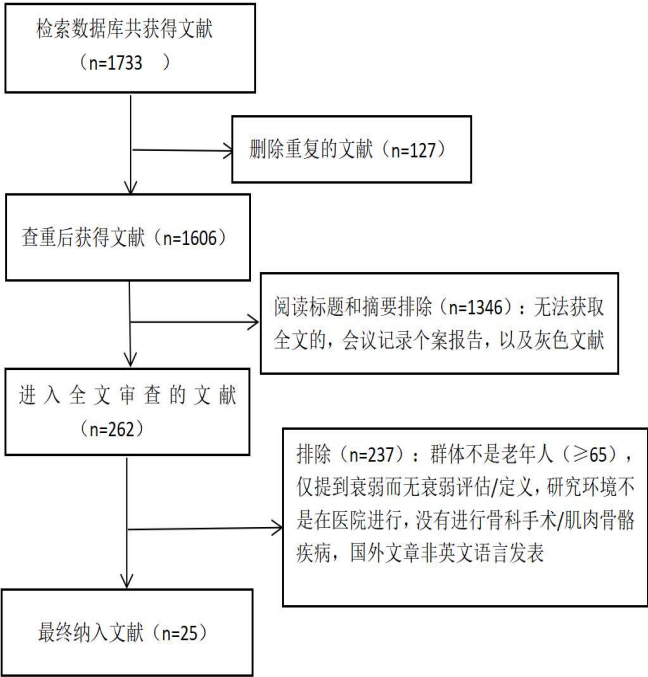 检索数据库共获得文献
（n=1733　）
删除重复的文献（n=127）
查重后获得文献（n=1606）
阅读标题和摘要排除（n=1346）：无法获取
全文的，会议记录个案报告，以及灰色文献
进入全文审查的文献
（n=262）
排除（n=237）：群体不是老年人（≥65），
仅提到衰弱而无衰弱评估/定义，研究环境不
是在医院进行，没有进行骨科手术/肌肉骨骼
疾病，国外文章非英文语言发表
最终纳入文献（n=25）